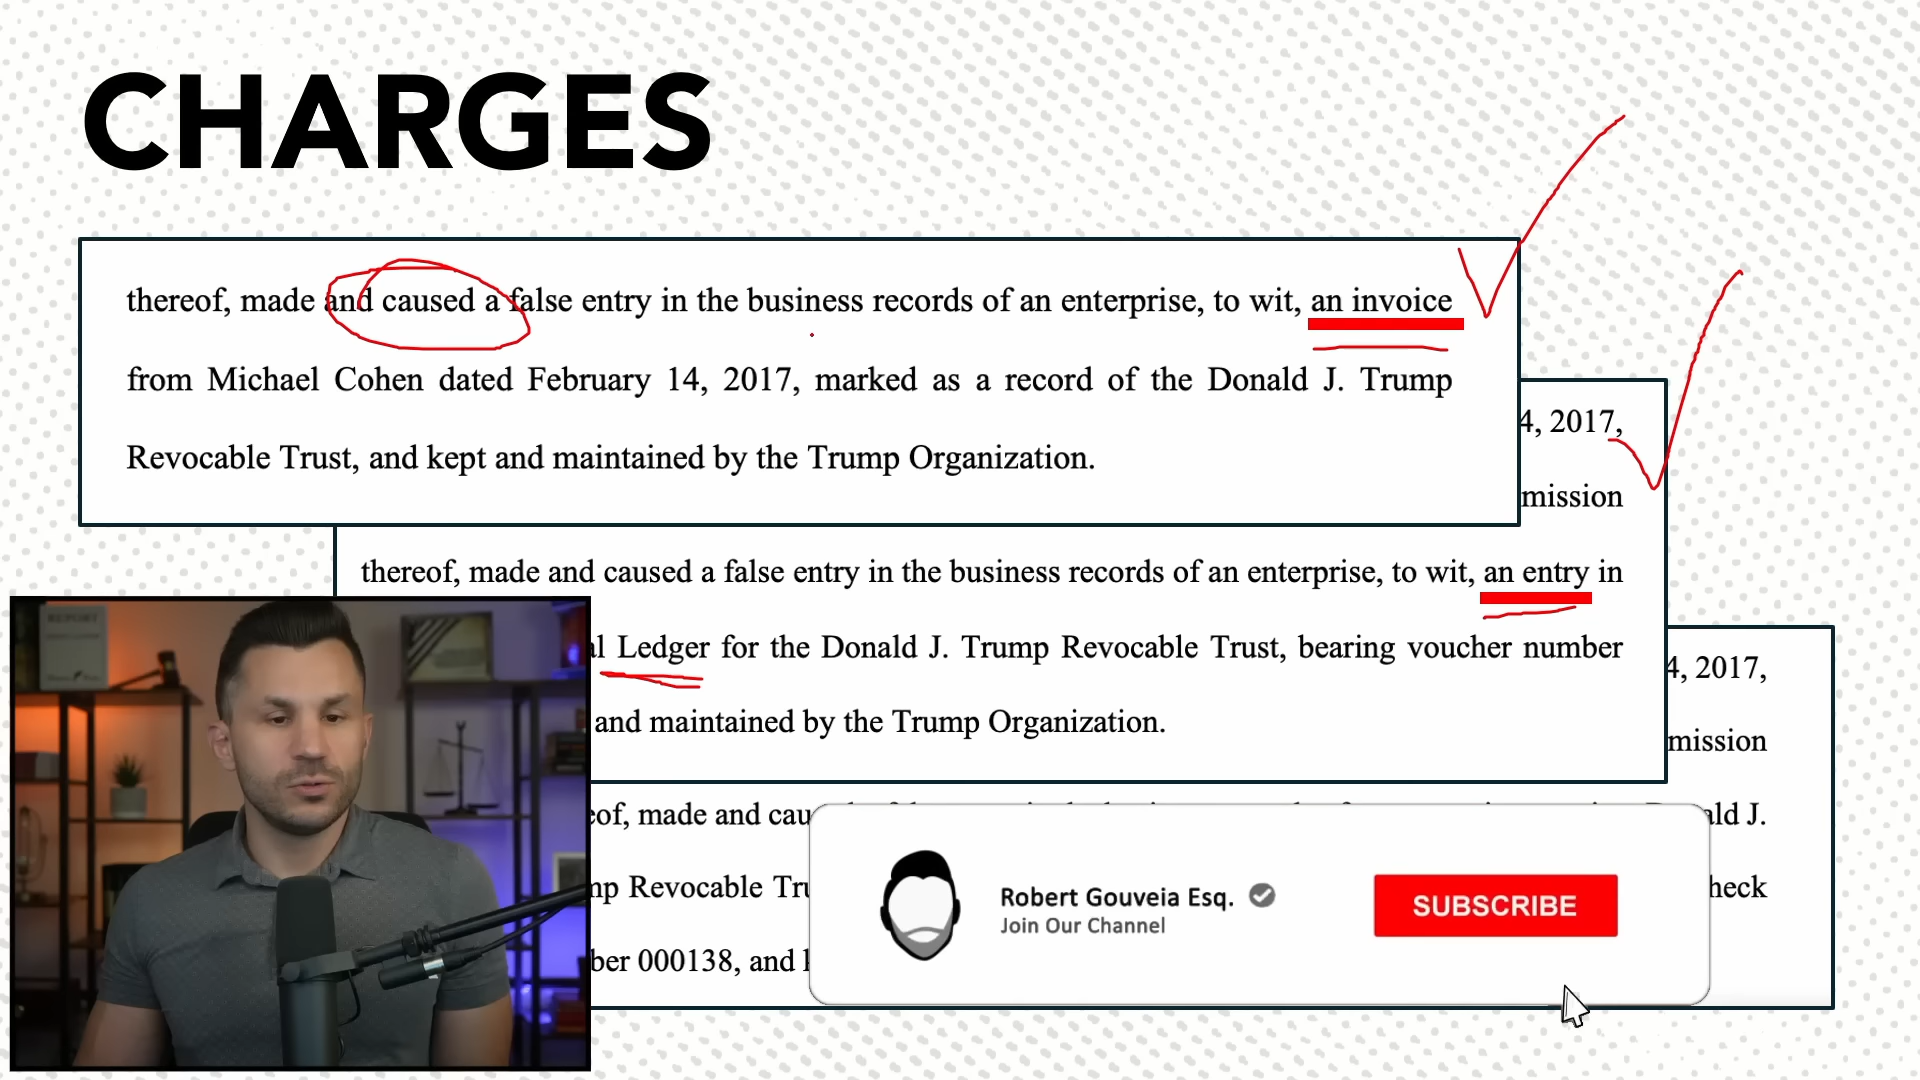 CHARGES
thereof, made and caused a false entry in the business records of an enterprise, to wit, an invoice
from Michael Cohen dated February 14, 2017, marked as a record of the Donald J. Trump
Revocable Trust, and kept and maintained by the Trump Organization.
4, 2017,
mission
thereof, made and caused a false entry in the business records of an enterprise, to wit, an entry in
Ledger for the Donald J. Trump Revocable Trust, bearing voucher number
and maintained by the Trump Organization.
4, 2017,
mission
eof, made and cau
ald J.
mp Revocable Tru
heck
ber 000138, and
REPORT
Robert Gouveia Esq.
Join Our Channel
SUBSCRIBE